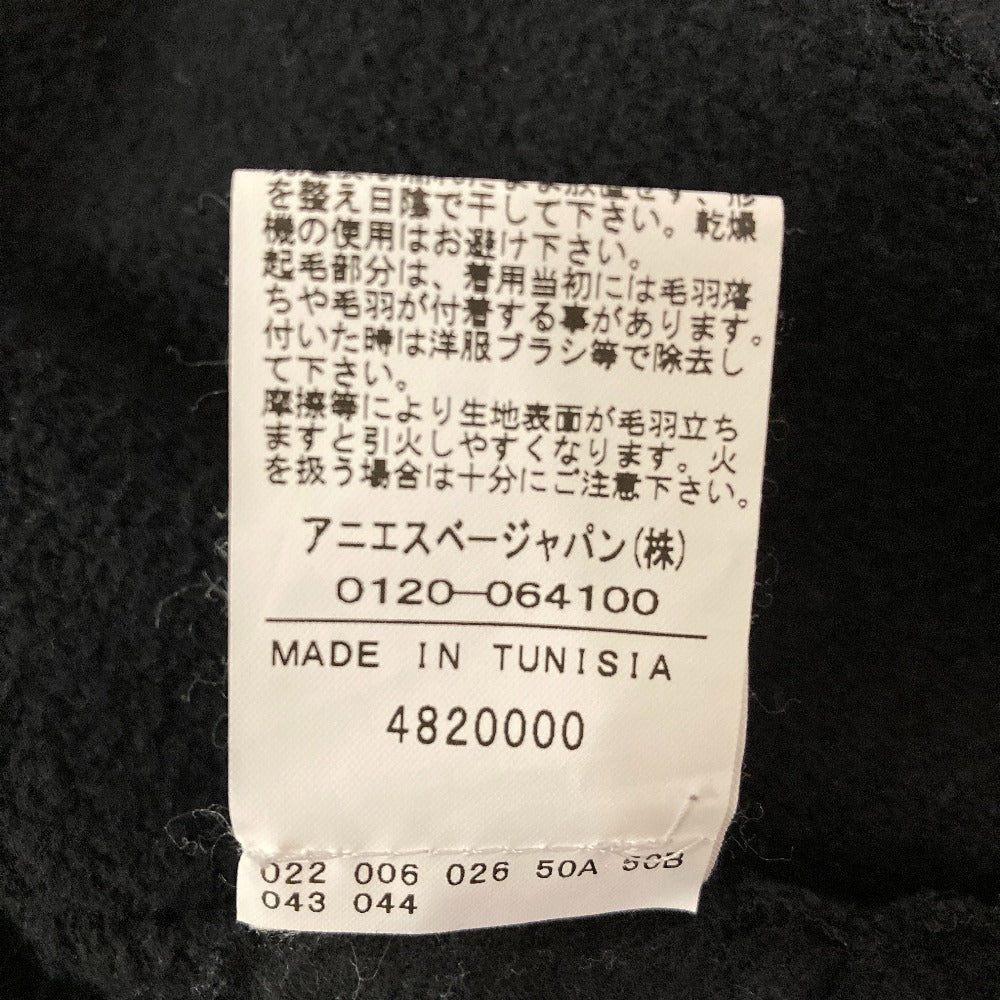 を整え日陰で干して下さい。乾燥
機の使用はお避け下さい。
起毛部分は、着用当初には毛羽落
ちや毛羽が付着する事があります。
付いた時は洋服ブラシ等で除去し
て下さい。
摩擦等により生地表面が毛羽立ち
ますと引火しやすくなります。火
を扱う場合は十分にご注意下さい。
アニエスベージャパン(株)
0120-064100
MADE IN TUNISIA
4820000
022 006 026 50A 50B
043 044